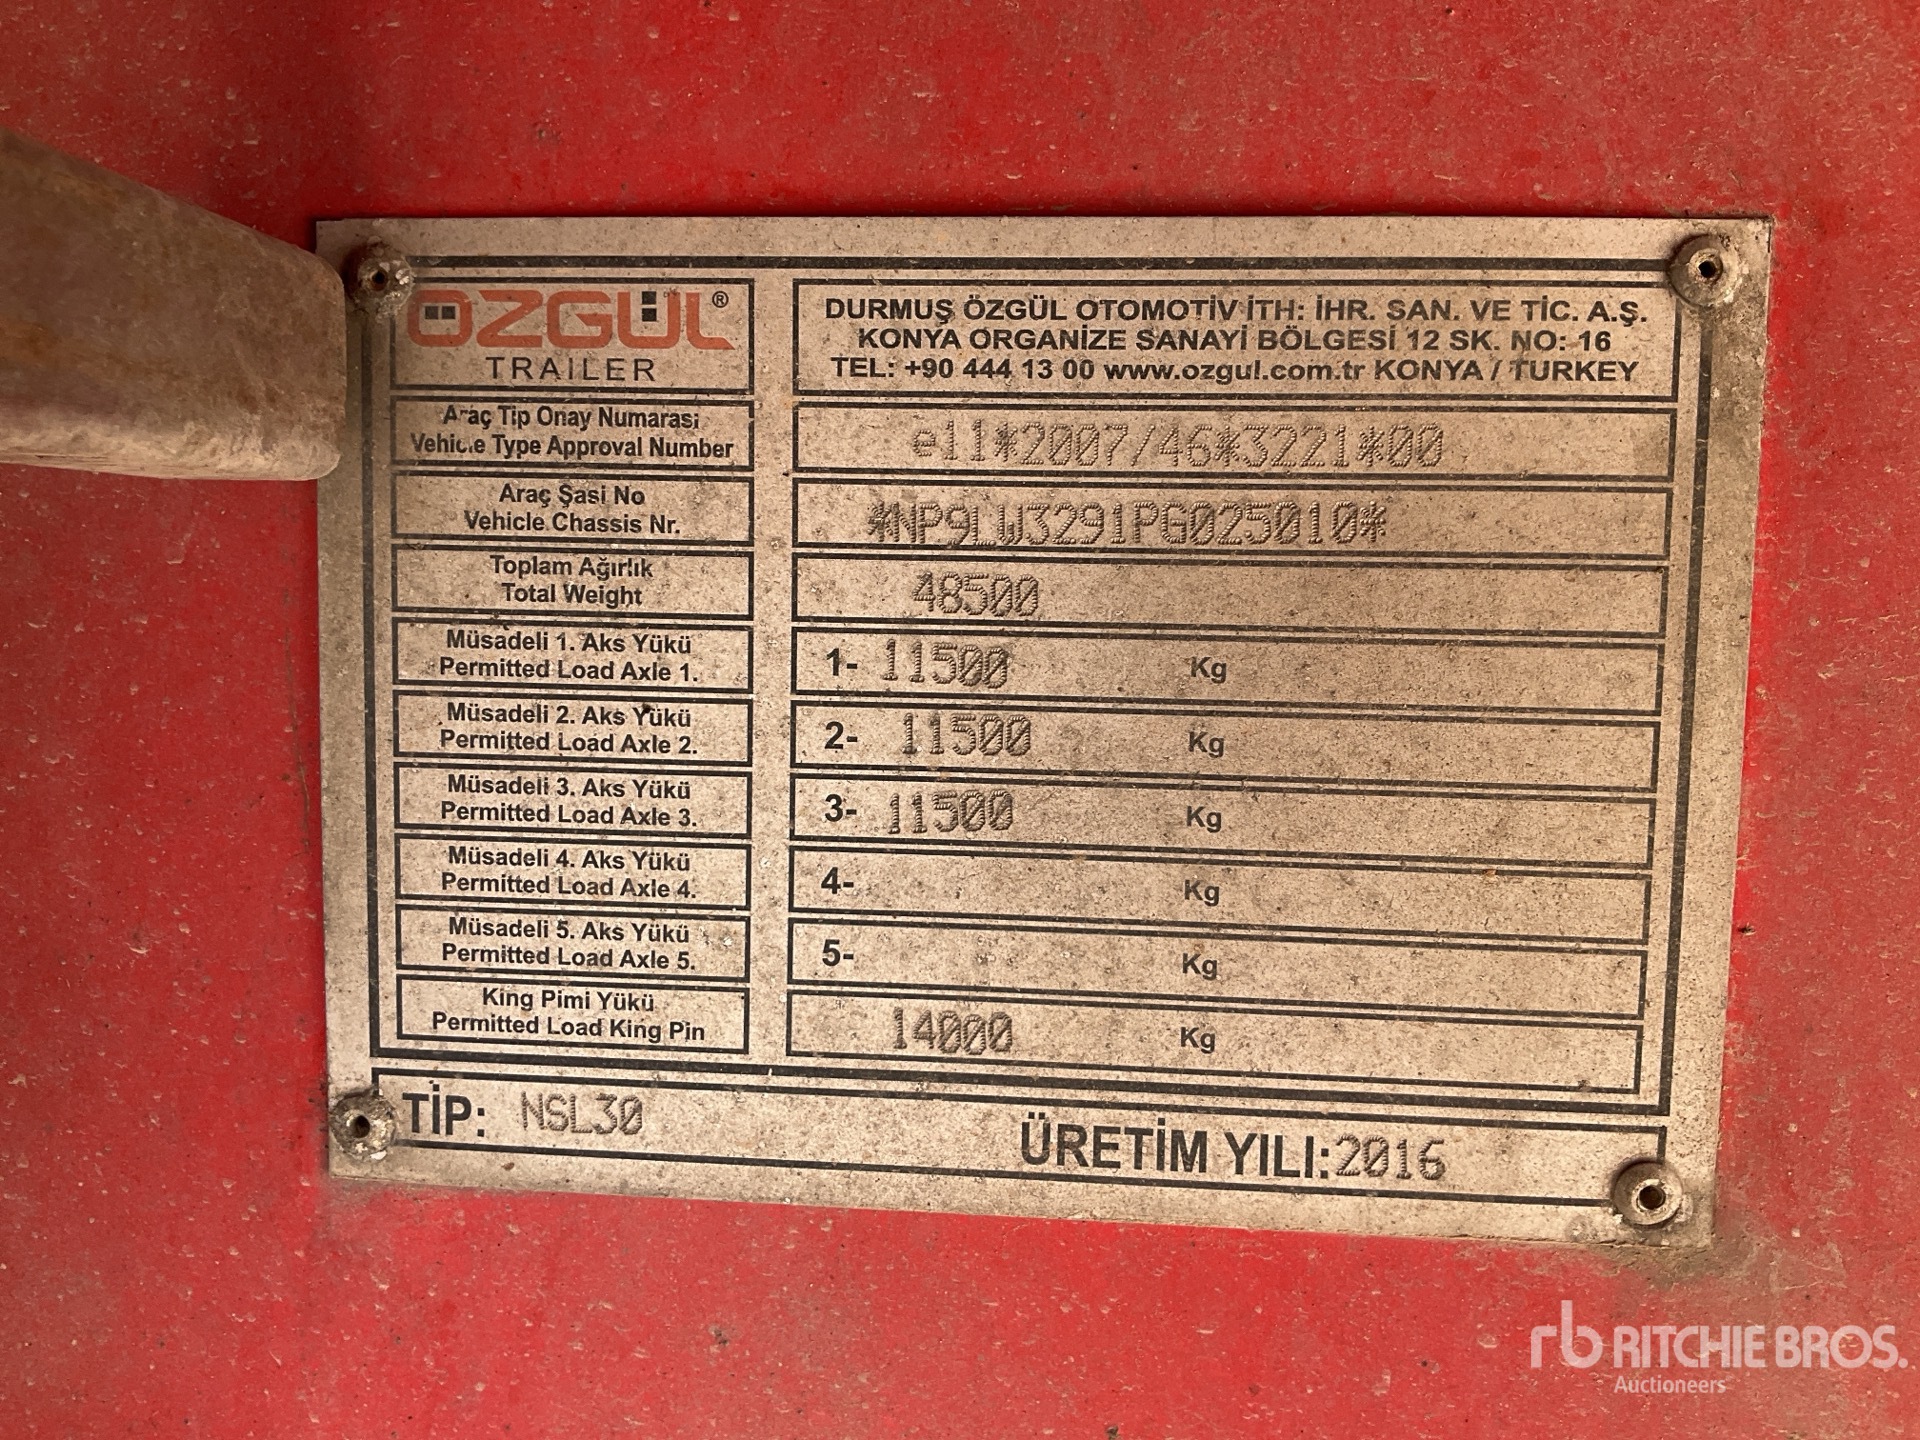 ÖZGÜL®
TRAILER
DURMUŞ ÖZGÜL OTOMOTİV İTH: İHR. SAN. VE TİC. A.Ş.
KONYA ORGANİZE SANAYİ BÖLGESİ 12 SK. NO: 16
TEL: +90 444 13 00 www.ozgul.com.tr KONYA / TURKEY
Araç Tip Onay Numarası
Vehicle Type Approval Number
e11*2007/46*3221*00
Araç Şasi No
Vehicle Chassis Nr.
*NP9LW3291PG025010*
Toplam Ağırlık
Total Weight
48500
Müsadeli 1. Aks Yükü
Permitted Load Axle 1.
1- 11500 Kg
Müsadeli 2. Aks Yükü
Permitted Load Axle 2.
2- 11500 Kg
Müsadeli 3. Aks Yükü
Permitted Load Axle 3.
3- 11500 Kg
Müsadeli 4. Aks Yükü
Permitted Load Axle 4.
4- Kg
Müsadeli 5. Aks Yükü
Permitted Load Axle 5.
5- Kg
King Pimi Yükü
Permitted Load King Pin
14000 Kg
TİP: NSL30
ÜRETİM YILI: 2016
rb RITCHIE BROS.
Auctioneers